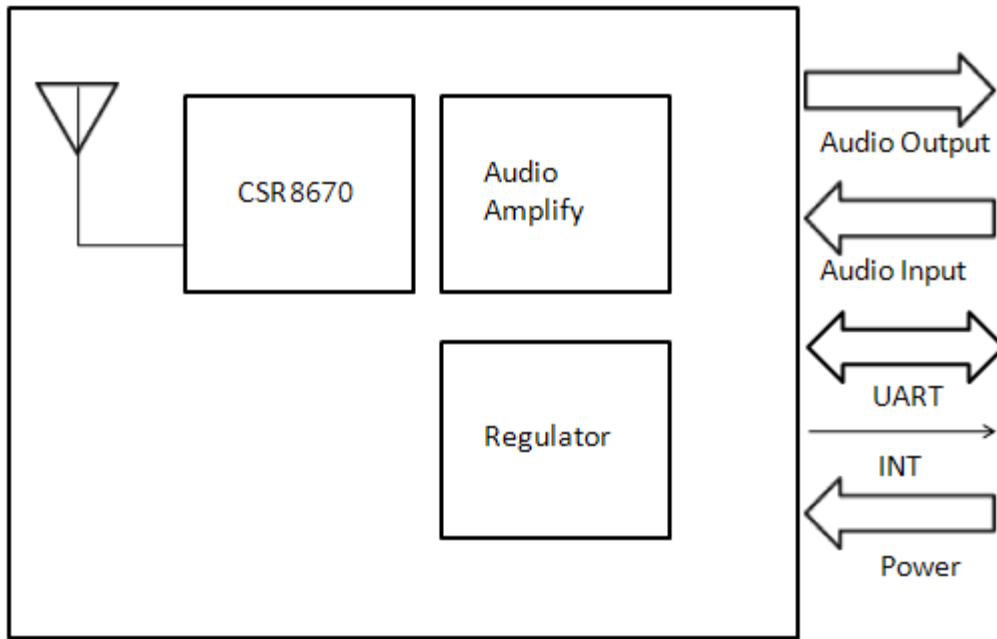 CSR8670
Audio
Amplify
Regulator
Audio Output
Audio Input
UART
INT
Power